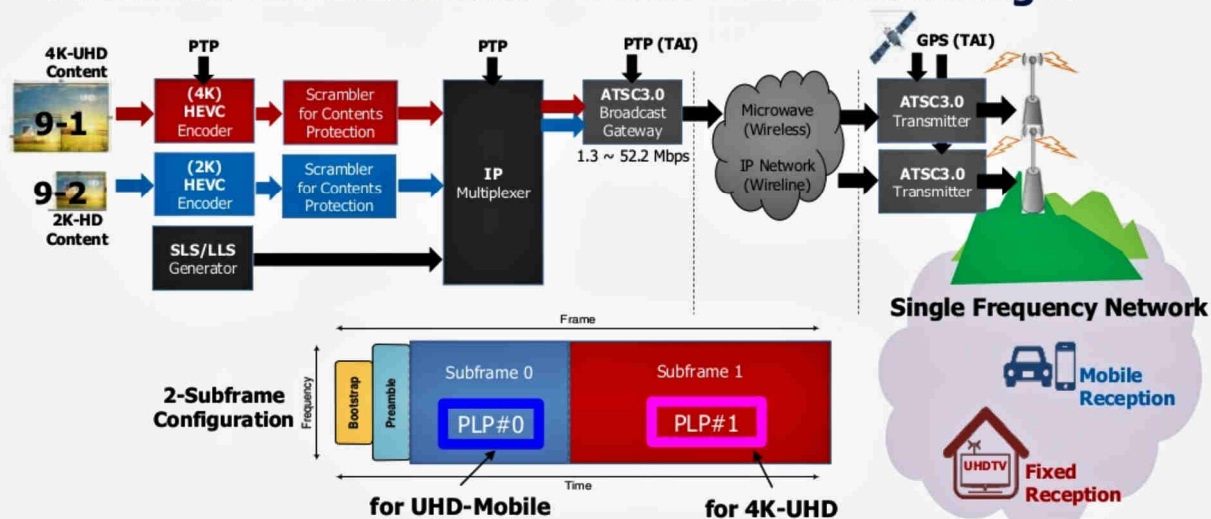 4K-UHD
Content
9-1
PTP
(4K)
HEVC
Encoder
Scrambler
for Contents
Protection
PTP
IP
Multiplexer
PTP (TAI)
ATSC3.0
Broadcast
Gateway
1.3 ~ 52.2 Mbps
Microwave
(Wireless)
IP Network
(Wireline)
GPS (TAI)
ATSC3.0
Transmitter
ATSC3.0
Transmitter
9-2
2K-HD
Content
(2K)
HEVC
Encoder
Scrambler
for Contents
Protection
SLS/LLS
Generator
Single Frequency Network
Mobile
Reception
UHDTV
Fixed
Reception
2-Subframe
Configuration
Frame
Frequency
Bootstrap
Preamble
Subframe 0
PLP#0
Subframe 1
PLP#1
Time
for UHD-Mobile
for 4K-UHD